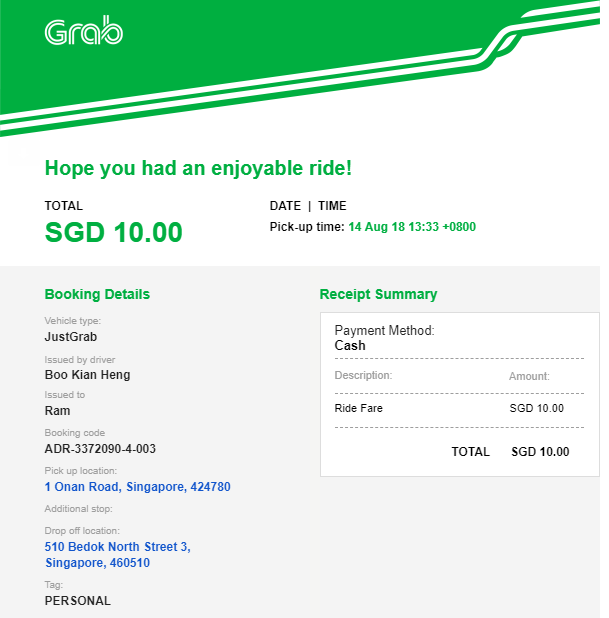 Grab
Hope you had an enjoyable ride!
TOTAL
SGD 10.00
DATE | TIME
Pick-up time: 14 Aug 18 13:33 +0800
Booking Details
Vehicle type:
JustGrab
Issued by driver
Boo Kian Heng
Issued to
Ram
Booking code
ADR-3372090-4-003
Pick up location:
1 Onan Road, Singapore, 424780
Additional stop:
Drop off location:
510 Bedok North Street 3,
Singapore, 460510
Tag:
PERSONAL
Receipt Summary
Payment Method:
Cash
Description: Amount:
Ride Fare SGD 10.00
TOTAL SGD 10.00